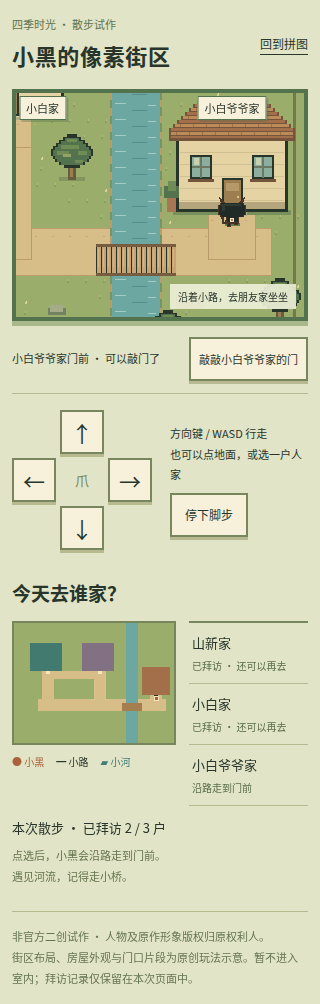 四季时光 · 散步试作
小黑的像素街区
回到拼图
小白家
小白爷爷家
沿着小路，去朋友家坐坐
小白爷爷家门前 · 可以敲门了
敲敲小白爷爷家的门
↑
← 爪 →
↓
方向键 / WASD 行走
也可以点地面，或选一户人
家
停下脚步
今天去谁家？
小黑 小路 小河
山新家
已拜访 · 还可以再去
小白家
已拜访 · 还可以再去
小白爷爷家
沿路走到门前
本次散步 · 已拜访 2 / 3 户
点选后，小黑会沿路走到门前。
遇见河流，记得走小桥。
非官方二创试作 · 人物及原作形象版权归原权利人。
街区布局、房屋外观与门口片段为原创玩法示意。暂不进入
室内；拜访记录仅保留在本次页面中。